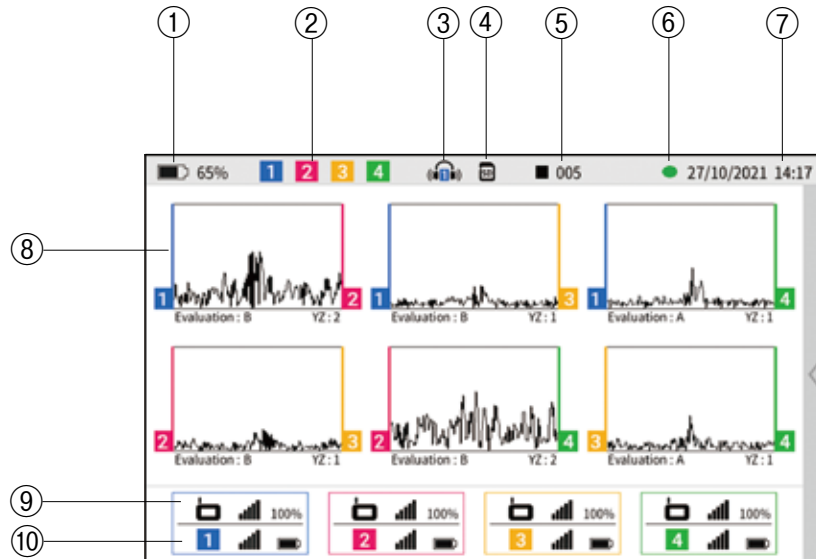 1 2 3 4 5 6 7
65% 1 2 3 4 1 SD 005 27/10/2021 14:17
8
1 2 1 3 1 4
Evaluation : B YZ : 2 Evaluation : B YZ : 1 Evaluation : A YZ : 1
2 3 2 4 3 4
Evaluation : B YZ : 1 Evaluation : B YZ : 2 Evaluation : A YZ : 1
9 100% 100% 100% 100%
10 1 2 3 4